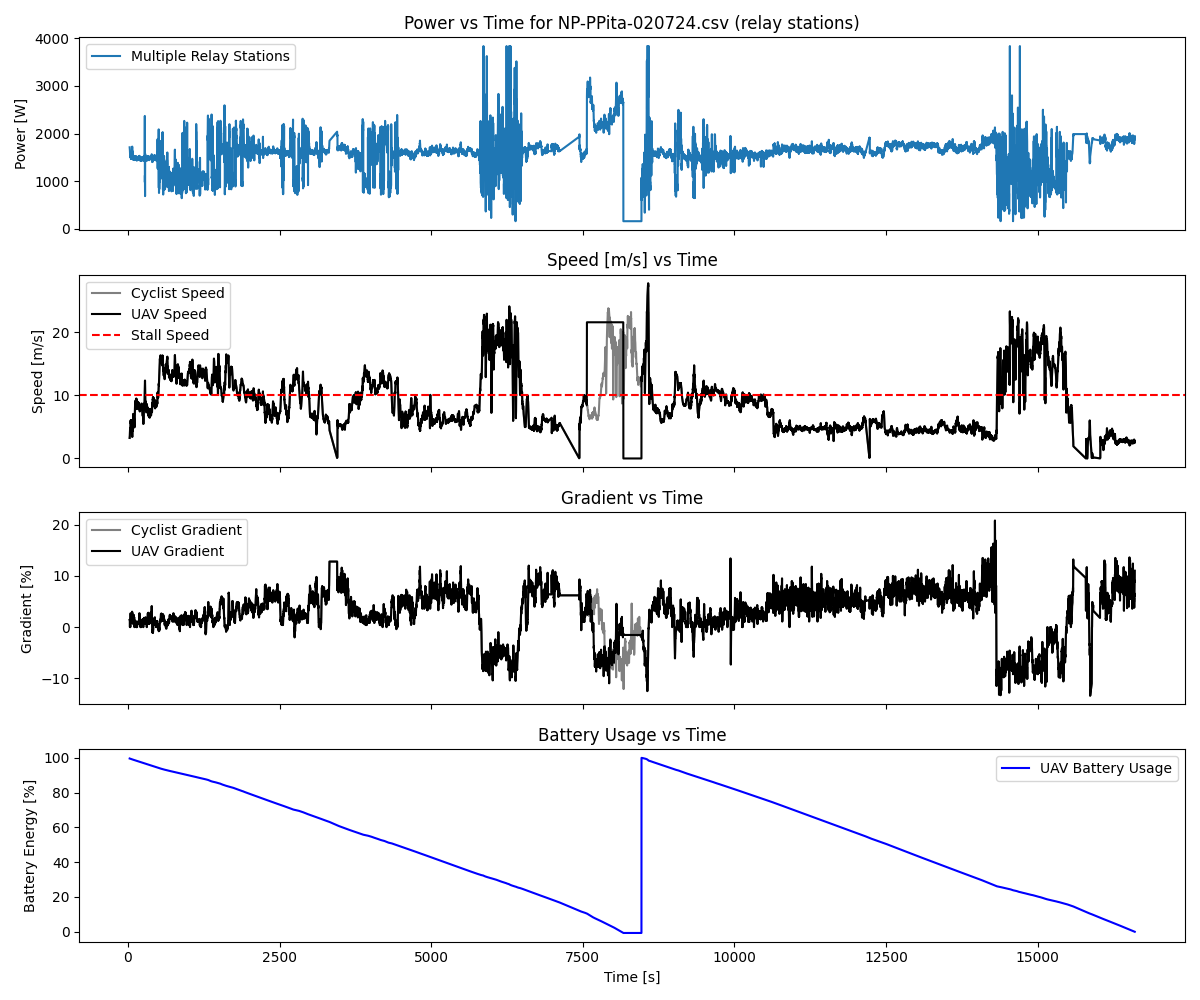 Power vs Time for NP-PPita-020724.csv (relay stations)
Multiple Relay Stations
Power [W]
4000
3000
2000
1000
0
Speed [m/s] vs Time
Cyclist Speed
UAV Speed
Stall Speed
Speed [m/s]
20
10
0
Gradient vs Time
Cyclist Gradient
UAV Gradient
Gradient [%]
20
10
0
−10
Battery Usage vs Time
UAV Battery Usage
Battery Energy [%]
100
80
60
40
20
0
0 2500 5000 7500 10000 12500 15000
Time [s]